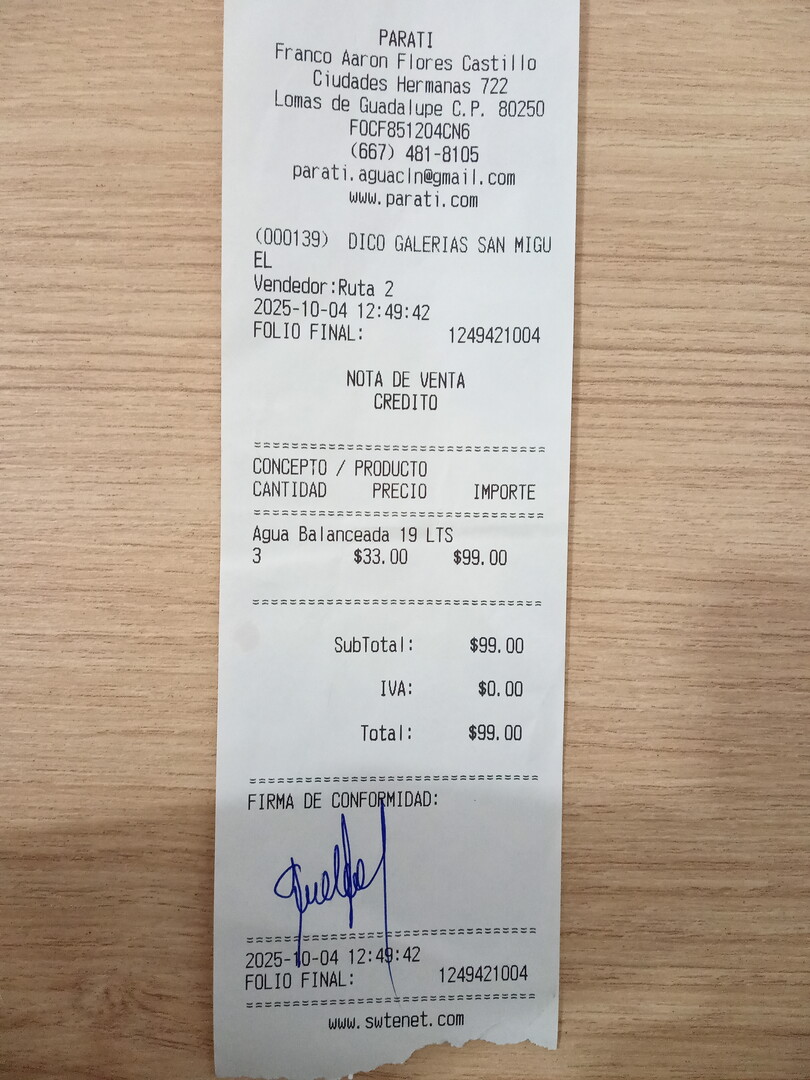 PARATI
Franco Aaron Flores Castillo
Ciudades Hermanas 722
Lomas de Guadalupe C.P. 80250
FOCF851204CN6
(667) 481-8105
parati.aguacln@gmail.com
www.parati.com
(000139) DICO GALERIAS SAN MIGU
EL
Vendedor:Ruta 2
2025-10-04 12:49:42
FOLIO FINAL: 1249421004
NOTA DE VENTA
CREDITO
CONCEPTO / PRODUCTO
CANTIDAD PRECIO IMPORTE
Agua Balanceada 19 LTS
3 $33.00 $99.00
SubTotal: $99.00
IVA: $0.00
Total: $99.00
FIRMA DE CONFORMIDAD:
2025-10-04 12:49:42
FOLIO FINAL: 1249421004
www.swtenet.com